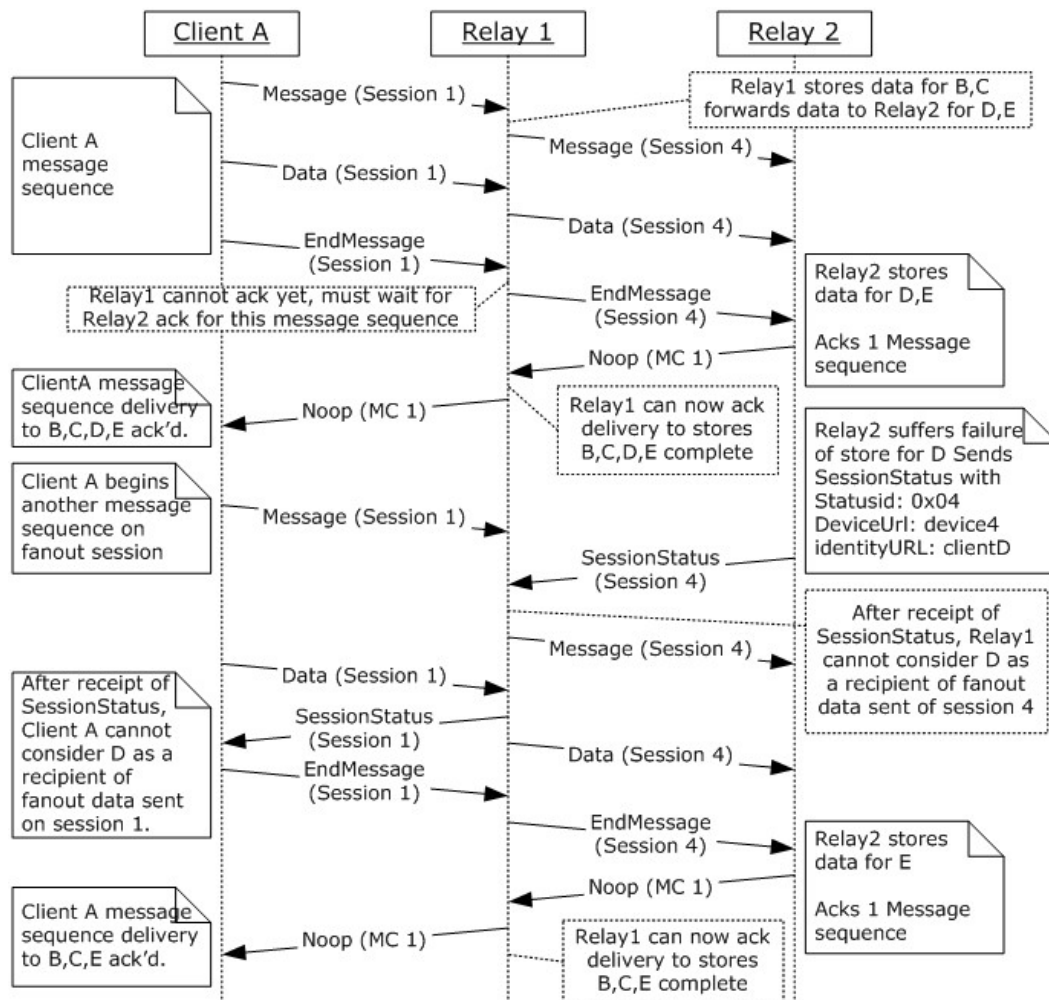 Client A
Relay 1
Relay 2
Client A
message
sequence
Message (Session 1)
Relay1 stores data for B,C
forwards data to Relay2 for D,E
Message (Session 4)
Data (Session 1)
Data (Session 4)
EndMessage
(Session 1)
Relay1 cannot ack yet, must wait for
Relay2 ack for this message sequence
EndMessage
(Session 4)
Relay2 stores
data for D,E
Acks 1 Message
sequence
Noop (MC 1)
ClientA message
sequence delivery
to B,C,D,E ack’d.
Noop (MC 1)
Relay1 can now ack
delivery to stores
B,C,D,E complete
Relay2 suffers failure
of store for D Sends
SessionStatus with
Statusid: 0x04
DeviceUrl: device4
identityURL: clientD
Client A begins
another message
sequence on
fanout session
Message (Session 1)
SessionStatus
(Session 4)
After receipt of
SessionStatus, Relay1
cannot consider D as
a recipient of fanout
data sent of session 4
Message (Session 4)
Data (Session 1)
After receipt of
SessionStatus,
Client A cannot
consider D as a
recipient of
fanout data sent
on session 1.
SessionStatus
(Session 1)
Data (Session 4)
EndMessage
(Session 1)
EndMessage
(Session 4)
Relay2 stores
data for E
Acks 1 Message
sequence
Noop (MC 1)
Client A message
sequence delivery
to B,C,E ack’d.
Noop (MC 1)
Relay1 can now ack
delivery to stores
B,C,E complete